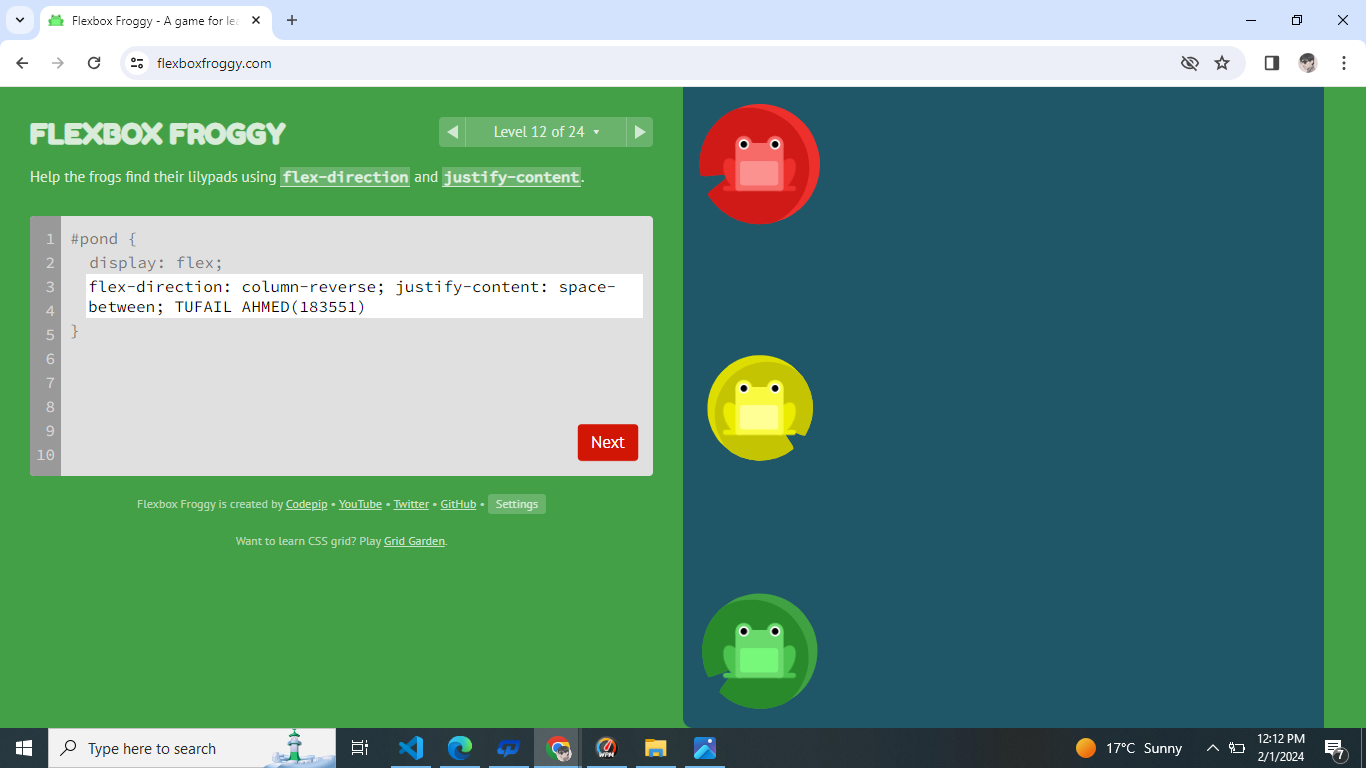 Flexbox Froggy - A game for lea
flexboxfroggy.com
FLEXBOX FROGGY
Level 12 of 24
Help the frogs find their lilypads using flex-direction and justify-content.
1 #pond {
2 display: flex;
3 flex-direction: column-reverse; justify-content: space-
4 between; TUFAIL AHMED(183551)
5 }
6
7
8
9
10
Next
Flexbox Froggy is created by Codepip • YouTube • Twitter • GitHub • Settings
Want to learn CSS grid? Play Grid Garden.
Type here to search
WPM
17°C Sunny
12:12 PM
2/1/2024
7